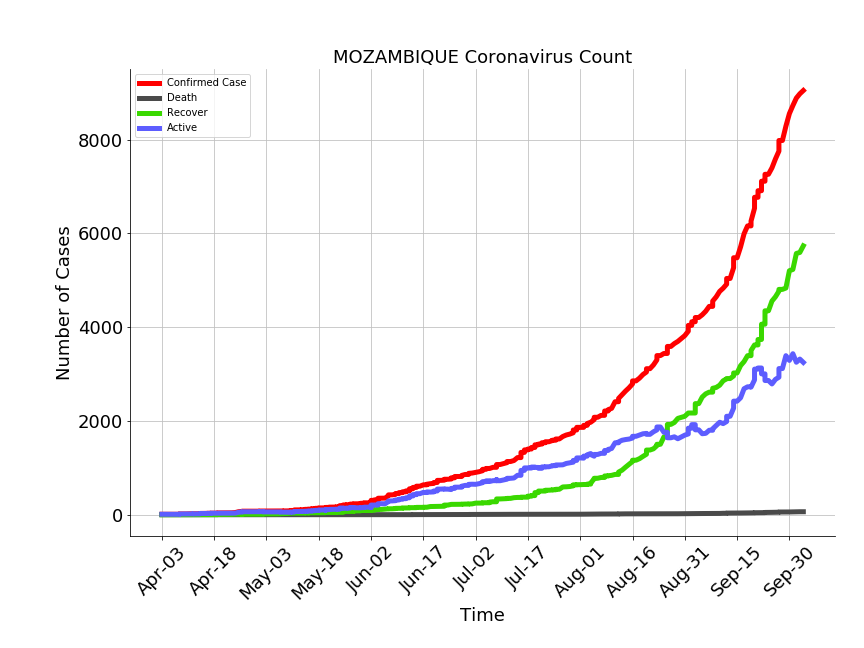 MOZAMBIQUE Coronavirus Count
Confirmed Case
Death
Recover
Active
Number of Cases
8000
6000
4000
2000
0
Apr-03
Apr-18
May-03
May-18
Jun-02
Jun-17
Jul-02
Jul-17
Aug-01
Aug-16
Aug-31
Sep-15
Sep-30
Time